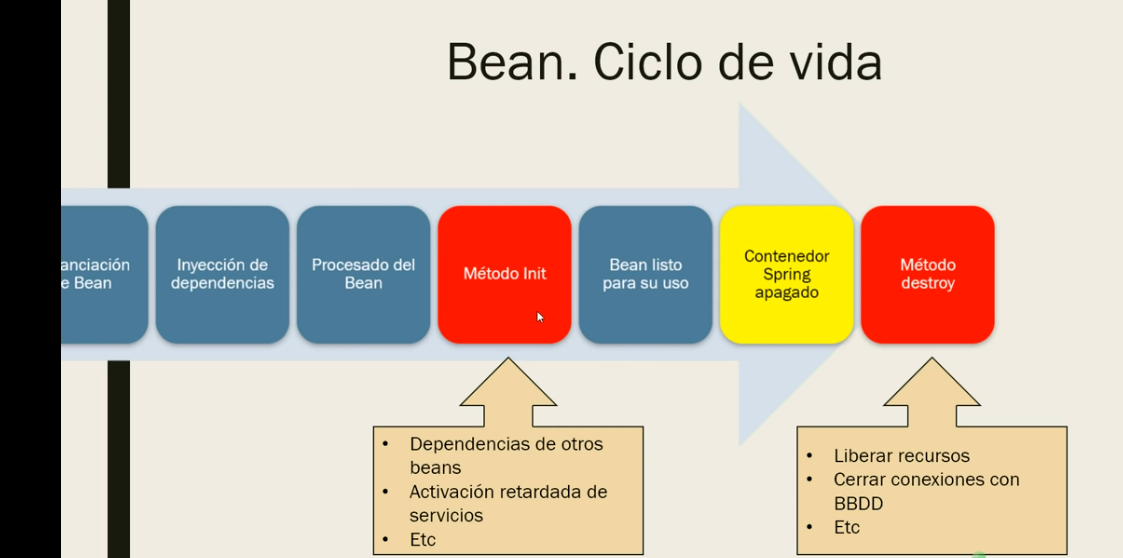 Bean. Ciclo de vida
anciación
e Bean
Inyección de
dependencias
Procesado del
Bean
Método Init
Bean listo
para su uso
Contenedor
Spring
apagado
Método
destroy
• Dependencias de otros
beans
• Activación retardada de
servicios
• Etc
• Liberar recursos
• Cerrar conexiones con
BBDD
• Etc